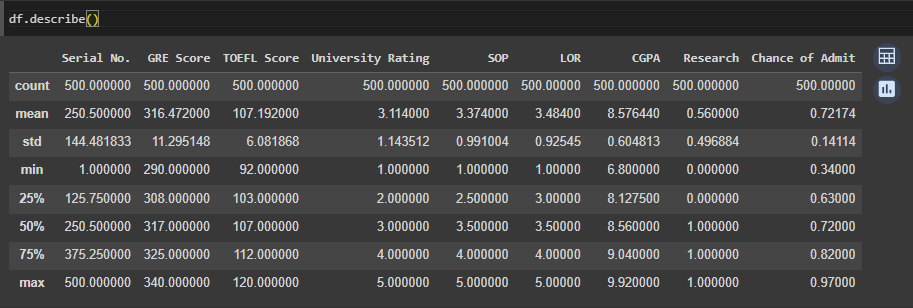 df.describe()
Serial No. GRE Score TOEFL Score University Rating SOP LOR CGPA Research Chance of Admit
count 500.000000 500.000000 500.000000 500.000000 500.000000 500.00000 500.000000 500.000000 500.00000
mean 250.500000 316.472000 107.192000 3.114000 3.374000 3.48400 8.576440 0.560000 0.72174
std 144.481833 11.295148 6.081868 1.143512 0.991004 0.92545 0.604813 0.496884 0.14114
min 1.000000 290.000000 92.000000 1.000000 1.000000 1.00000 6.800000 0.000000 0.34000
25% 125.750000 308.000000 103.000000 2.000000 2.500000 3.00000 8.127500 0.000000 0.63000
50% 250.500000 317.000000 107.000000 3.000000 3.500000 3.50000 8.560000 1.000000 0.72000
75% 375.250000 325.000000 112.000000 4.000000 4.000000 4.00000 9.040000 1.000000 0.82000
max 500.000000 340.000000 120.000000 5.000000 5.000000 5.00000 9.920000 1.000000 0.97000